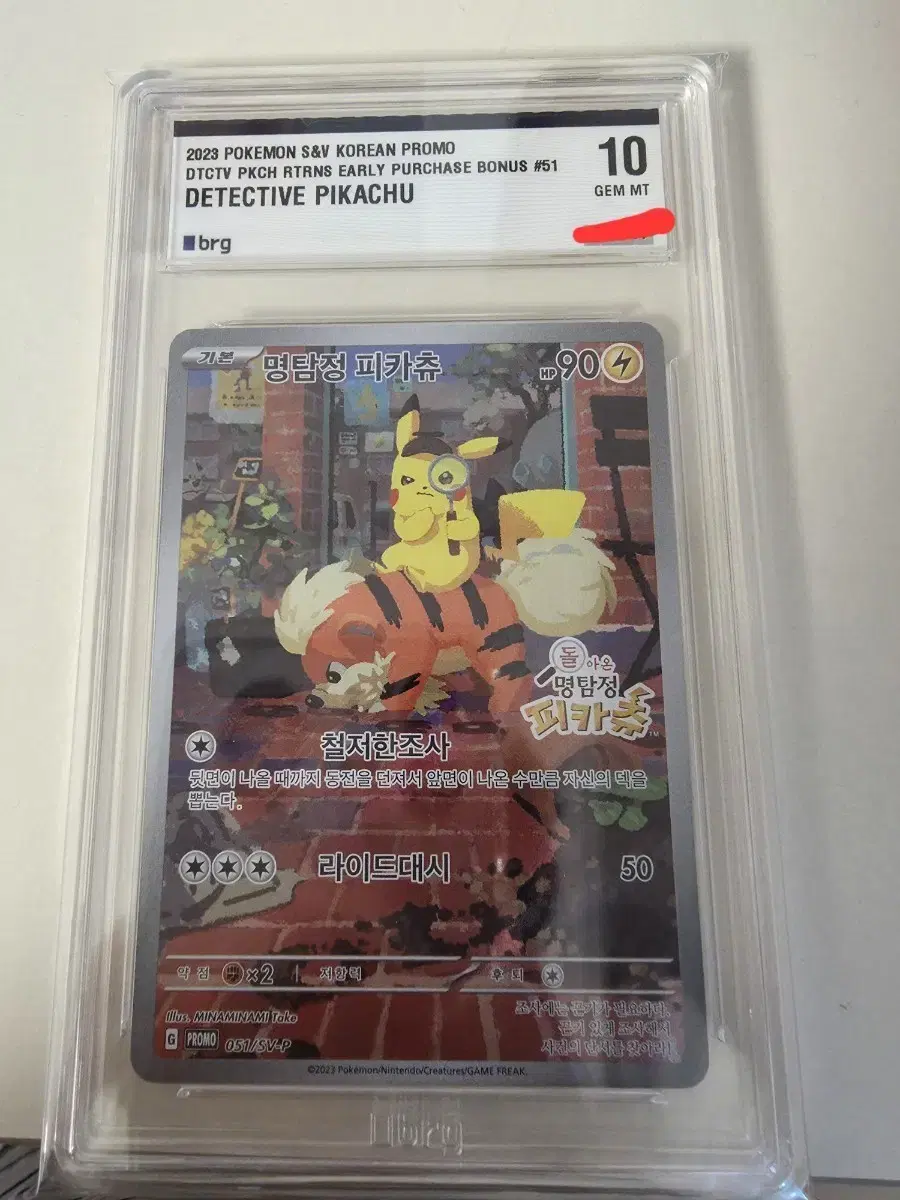 2023 POKEMON S&V KOREAN PROMO
DTCTV PKCH RTRNS EARLY PURCHASE BONUS #51
DETECTIVE PIKACHU
10
GEM MT
brg
기본
명탐정 피카츄
HP90
돌아온
명탐정
피카츄
TM
철저한조사
뒷면이 나올 때까지 동전을 던져서 앞면이 나온 수만큼 자신의 덱을
뽑는다.
라이드대시 50
약점 ×2 저항력 후퇴
Illus. MINAMINAMI Take
G PROMO 051/SV-P
조사에는 끈기가 필요하다.
끈기 있게 조사해서
사건의 단서를 찾아라!
©2023 Pokémon/Nintendo/Creatures/GAME FREAK.